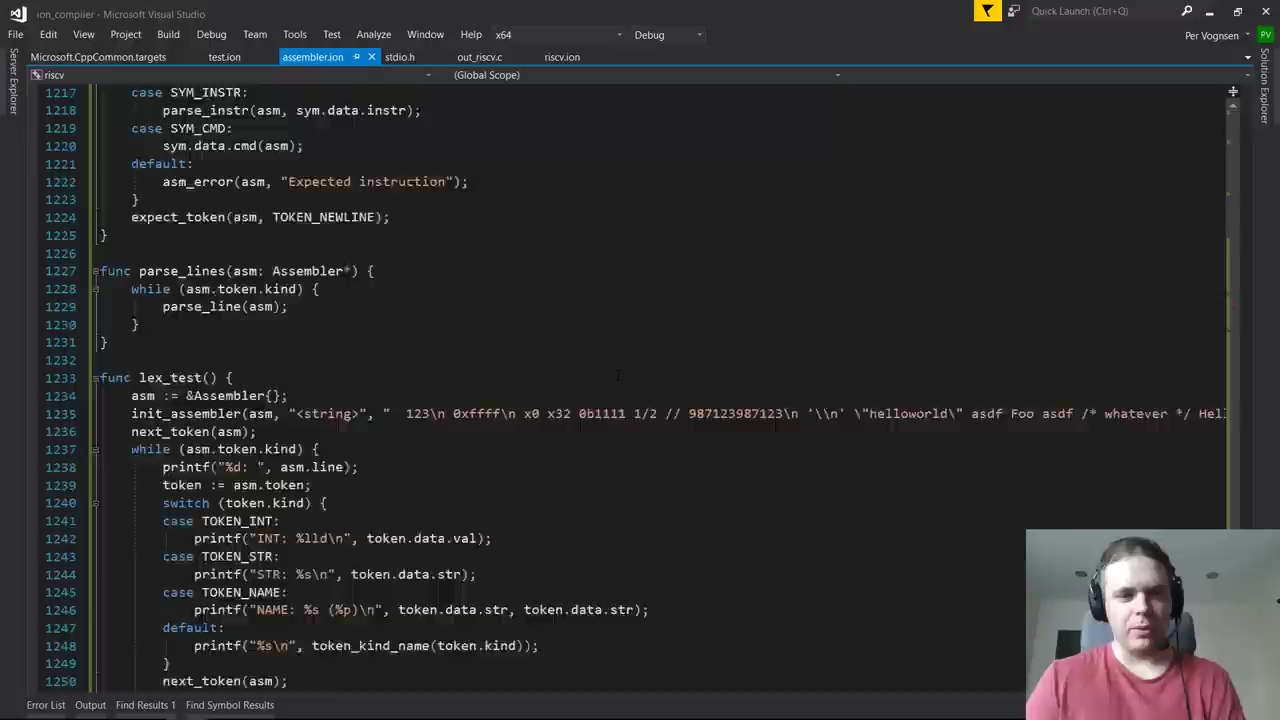 ion_compiler - Microsoft Visual Studio
Quick Launch (Ctrl+Q)
File Edit View Project Build Debug Team Tools Test Analyze Window Help x64 Debug
Per Vognsen PV
Microsoft.CppCommon.targets test.ion assembler.ion stdio.h out_riscv.c riscv.ion
riscv (Global Scope)
Server Explorer
Solution Explorer
1217 case SYM_INSTR:
1218 parse_instr(asm, sym.data.instr);
1219 case SYM_CMD:
1220 sym.data.cmd(asm);
1221 default:
1222 asm_error(asm, "Expected instruction");
1223 }
1224 expect_token(asm, TOKEN_NEWLINE);
1225 }
1226
1227 func parse_lines(asm: Assembler*) {
1228 while (asm.token.kind) {
1229 parse_line(asm);
1230 }
1231 }
1232
1233 func lex_test() {
1234 asm := &Assembler{};
1235 init_assembler(asm, "<string>", "  123\n 0xffff\n x0 x32 0b1111 1/2 // 987123987123\n '\\n' \"helloworld\" asdf Foo asdf /* whatever */ Hel
1236 next_token(asm);
1237 while (asm.token.kind) {
1238 printf("%d: ", asm.line);
1239 token := asm.token;
1240 switch (token.kind) {
1241 case TOKEN_INT:
1242 printf("INT: %lld\n", token.data.val);
1243 case TOKEN_STR:
1244 printf("STR: %s\n", token.data.str);
1245 case TOKEN_NAME:
1246 printf("NAME: %s (%p)\n", token.data.str, token.data.str);
1247 default:
1248 printf("%s\n", token_kind_name(token.kind));
1249 }
1250 next_token(asm);
Error List Output Find Results 1 Find Symbol Results